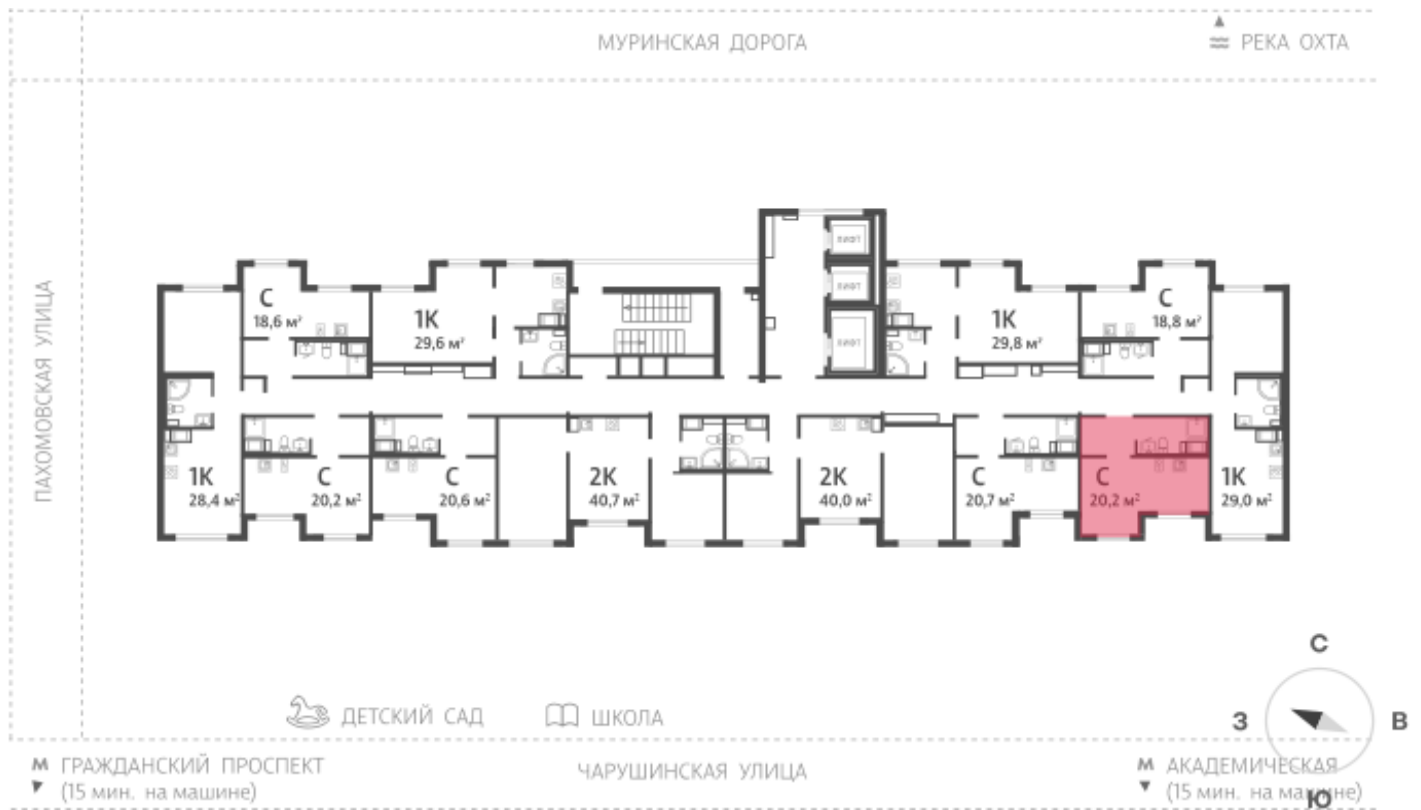 МУРИНСКАЯ ДОРОГА
РЕКА ОХТА
ПАХОМОВСКАЯ УЛИЦА
ЛИФТ
ЛИФТ
ЛИФТ
С
18,6 м²
1К
29,6 м²
1К
29,8 м²
С
18,8 м²
1К
28,4 м²
С
20,2 м²
С
20,6 м²
2К
40,7 м²
2К
40,0 м²
С
20,7 м²
С
20,2 м²
1К
29,0 м²
ДЕТСКИЙ САД
ШКОЛА
С
З
В
Ю
М ГРАЖДАНСКИЙ ПРОСПЕКТ
(15 мин. на машине)
ЧАРУШИНСКАЯ УЛИЦА
М АКАДЕМИЧЕСКАЯ
(15 мин. на машине)